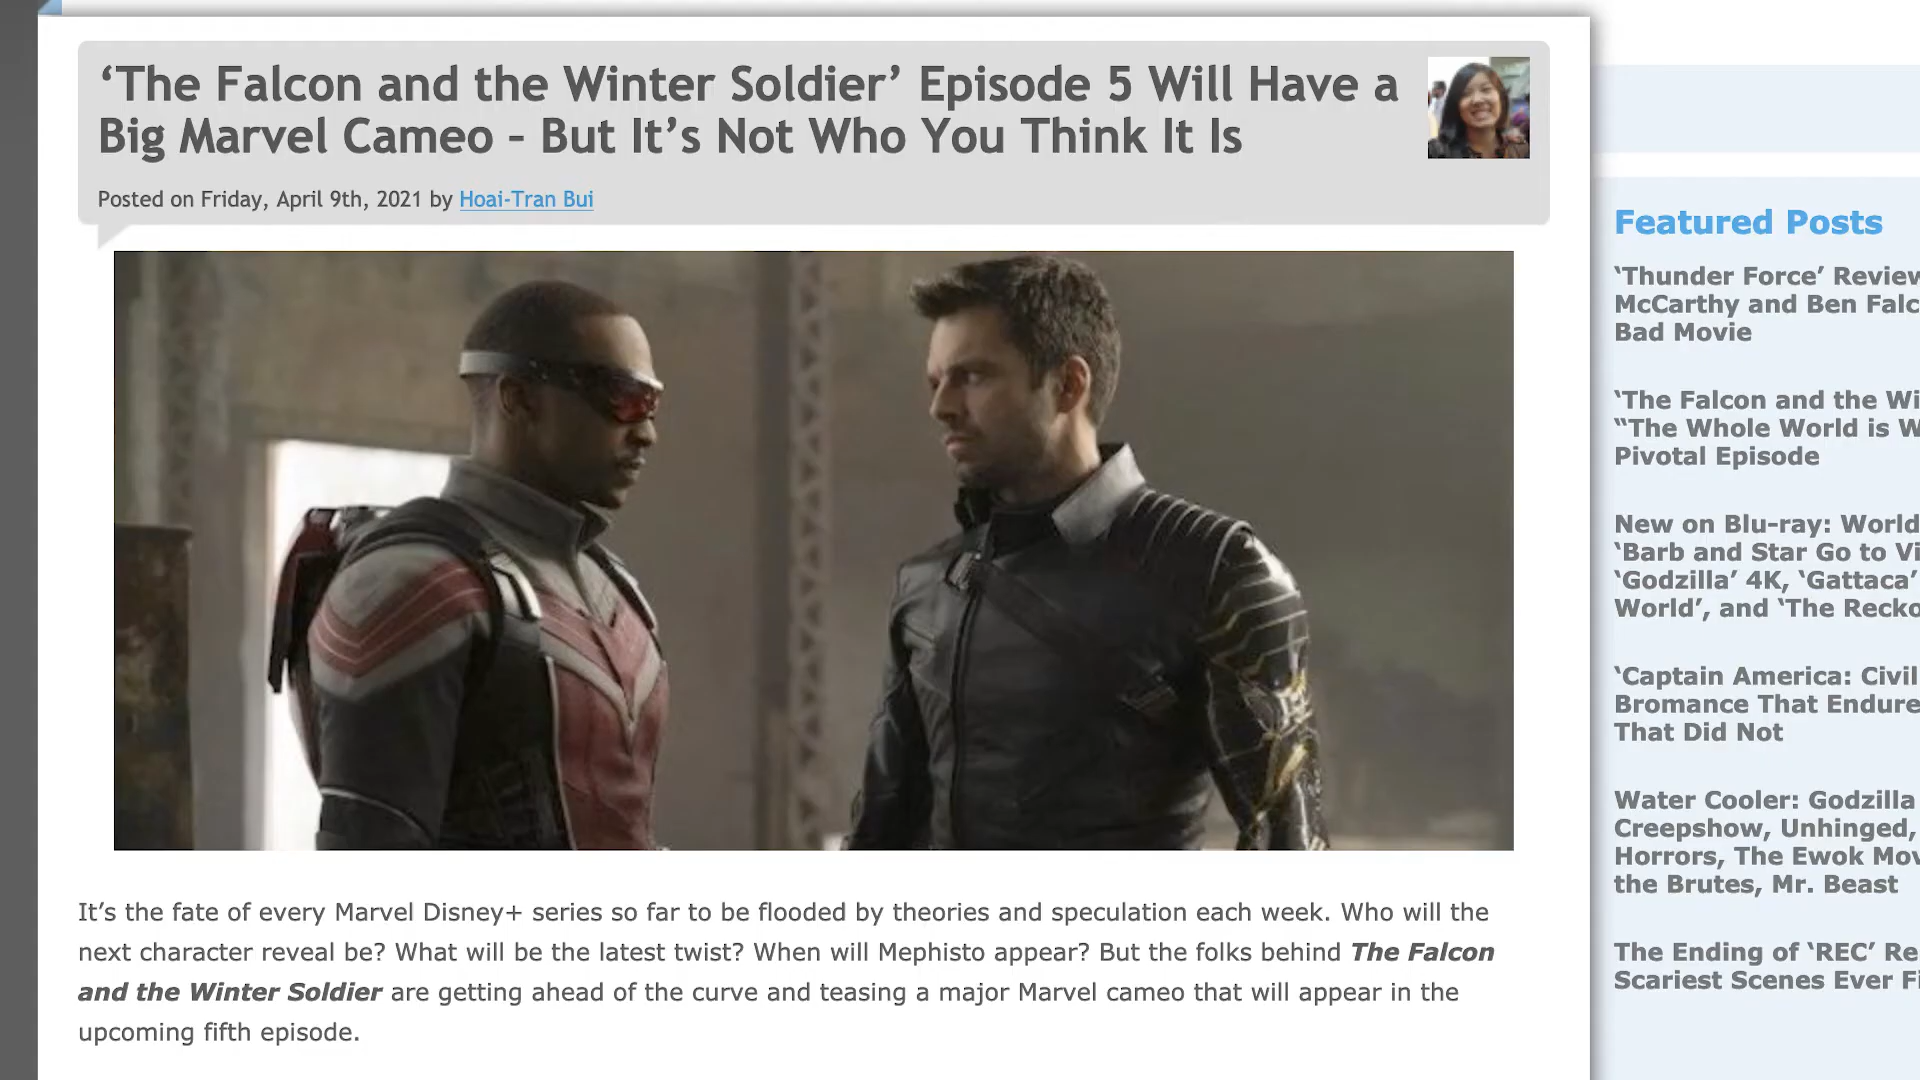 ‘The Falcon and the Winter Soldier’ Episode 5 Will Have a
Big Marvel Cameo – But It’s Not Who You Think It Is
Posted on Friday, April 9th, 2021 by Hoai-Tran Bui
It’s the fate of every Marvel Disney+ series so far to be flooded by theories and speculation each week. Who will the
next character reveal be? What will be the latest twist? When will Mephisto appear? But the folks behind The Falcon
and the Winter Soldier are getting ahead of the curve and teasing a major Marvel cameo that will appear in the
upcoming fifth episode.
Featured Posts
‘Thunder Force’ Review
McCarthy and Ben Falc
Bad Movie
‘The Falcon and the Wi
“The Whole World is W
Pivotal Episode
New on Blu-ray: World
‘Barb and Star Go to Vi
‘Godzilla’ 4K, ‘Gattaca’
World’, and ‘The Recko
‘Captain America: Civil
Bromance That Endure
That Did Not
Water Cooler: Godzilla
Creepshow, Unhinged,
Horrors, The Ewok Mov
the Brutes, Mr. Beast
The Ending of ‘REC’ Re
Scariest Scenes Ever Fi